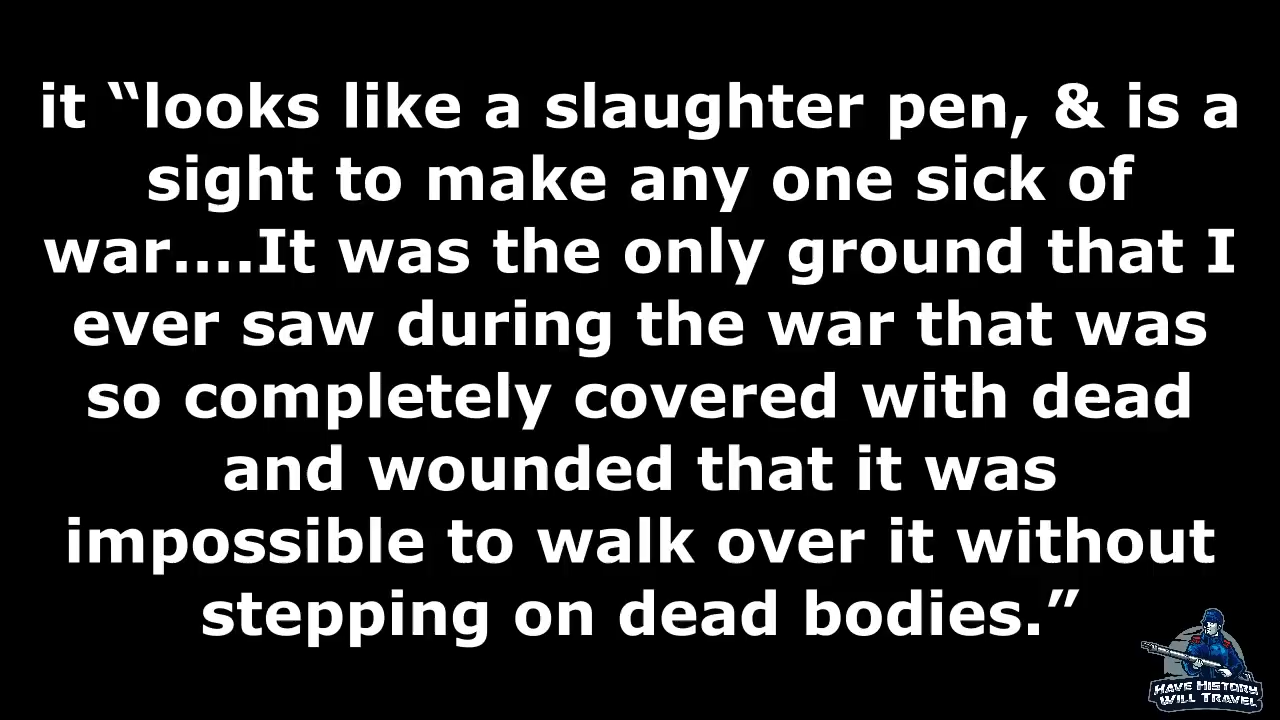 it “looks like a slaughter pen, & is a
sight to make any one sick of
war....It was the only ground that I
ever saw during the war that was
so completely covered with dead
and wounded that it was
impossible to walk over it without
stepping on dead bodies.”
HAVE HISTORY
WILL TRAVEL